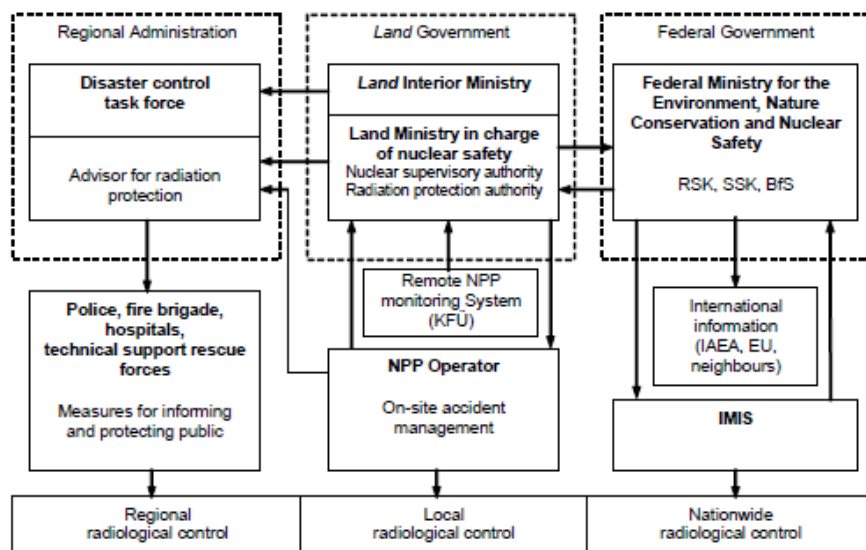 Regional Administration
Disaster control
task force
Advisor for radiation
protection
Police, fire brigade,
hospitals,
technical support rescue
forces
Measures for informing
and protecting public
Regional
radiological control
Land Government
Land Interior Ministry
Land Ministry in charge
of nuclear safety
Nuclear supervisory authority
Radiation protection authority
Remote NPP
monitoring System
(KFÜ)
NPP Operator
On-site accident
management
Local
radiological control
Federal Government
Federal Ministry for the
Environment, Nature
Conservation and Nuclear
Safety
RSK, SSK, BfS
International
information
(IAEA, EU,
neighbours)
IMIS
Nationwide
radiological control